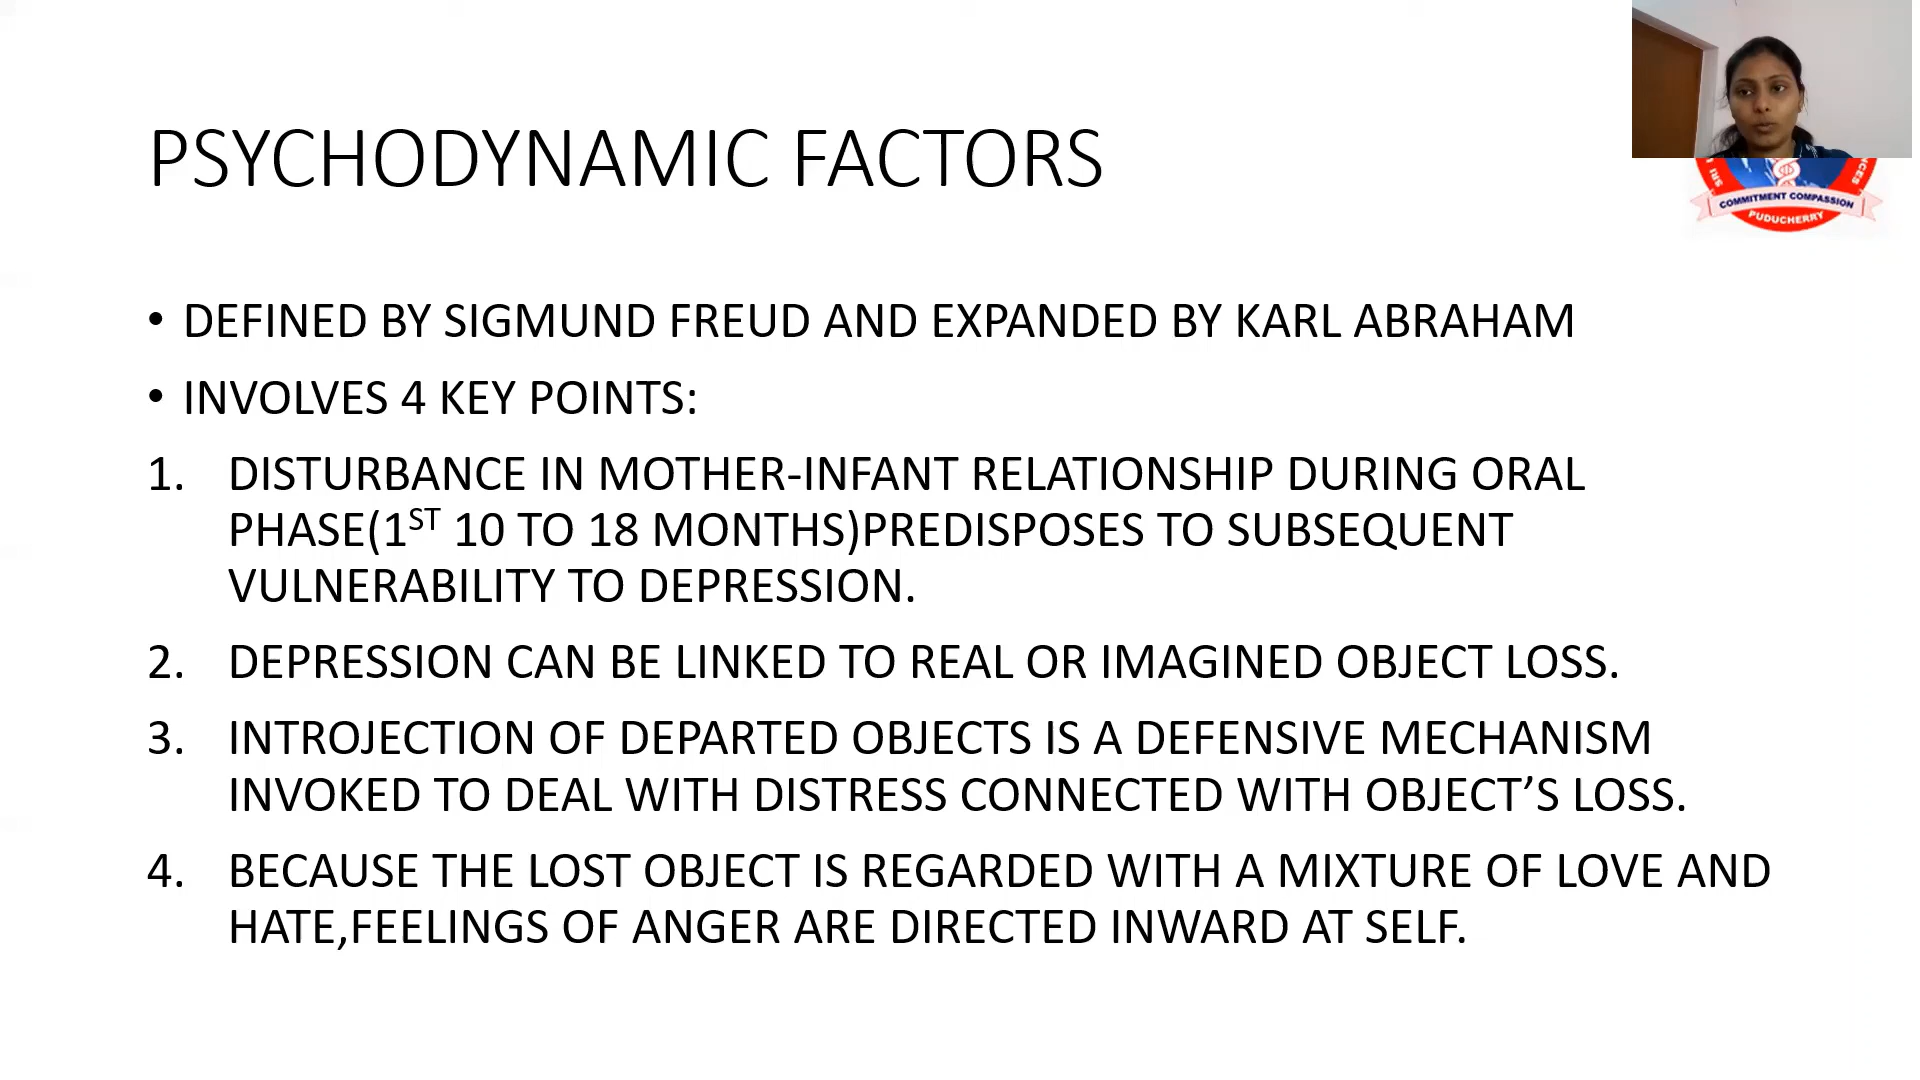 PSYCHODYNAMIC FACTORS
SRI
NCES
COMMITMENT COMPASSION
PUDUCHERRY
• DEFINED BY SIGMUND FREUD AND EXPANDED BY KARL ABRAHAM
• INVOLVES 4 KEY POINTS:
1. DISTURBANCE IN MOTHER-INFANT RELATIONSHIP DURING ORAL
PHASE(1ST 10 TO 18 MONTHS)PREDISPOSES TO SUBSEQUENT
VULNERABILITY TO DEPRESSION.
2. DEPRESSION CAN BE LINKED TO REAL OR IMAGINED OBJECT LOSS.
3. INTROJECTION OF DEPARTED OBJECTS IS A DEFENSIVE MECHANISM
INVOKED TO DEAL WITH DISTRESS CONNECTED WITH OBJECT’S LOSS.
4. BECAUSE THE LOST OBJECT IS REGARDED WITH A MIXTURE OF LOVE AND
HATE,FEELINGS OF ANGER ARE DIRECTED INWARD AT SELF.